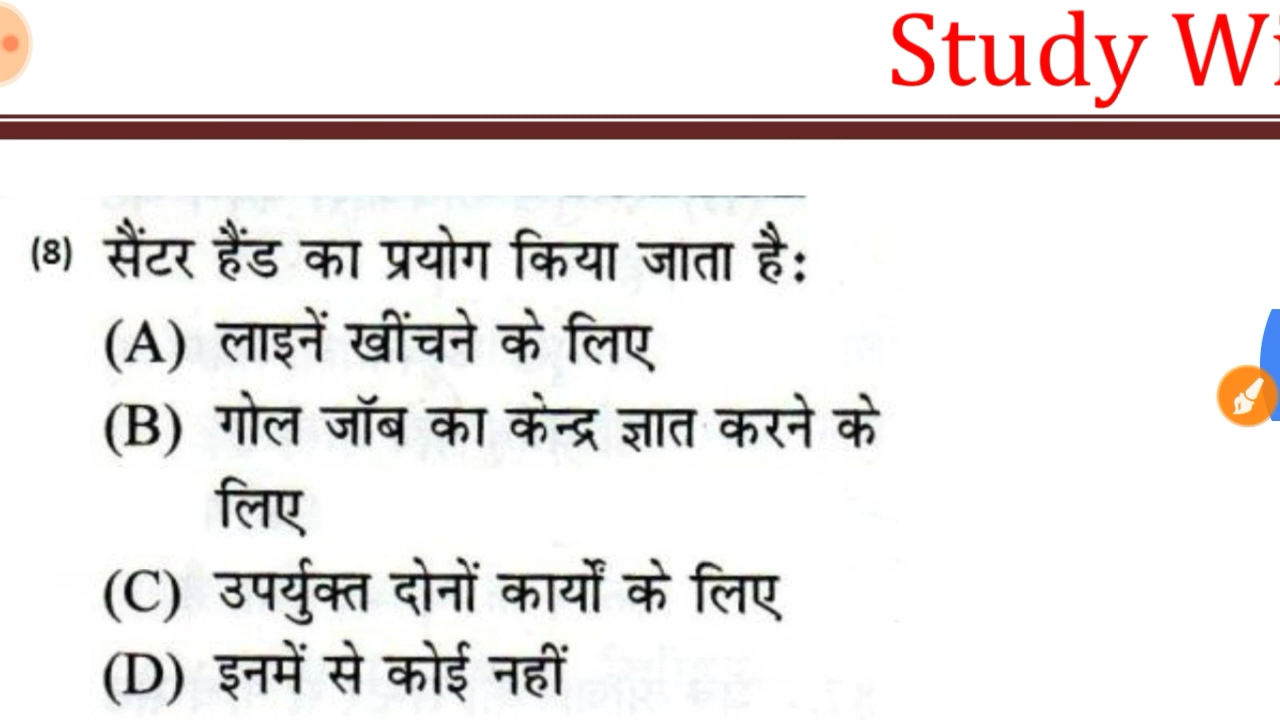 Study Wi
(8) सैंटर हैंड का प्रयोग किया जाता है:
(A) लाइनें खींचने के लिए
(B) गोल जॉब का केन्द्र ज्ञात करने के
लिए
(C) उपर्युक्त दोनों कार्यों के लिए
(D) इनमें से कोई नहीं